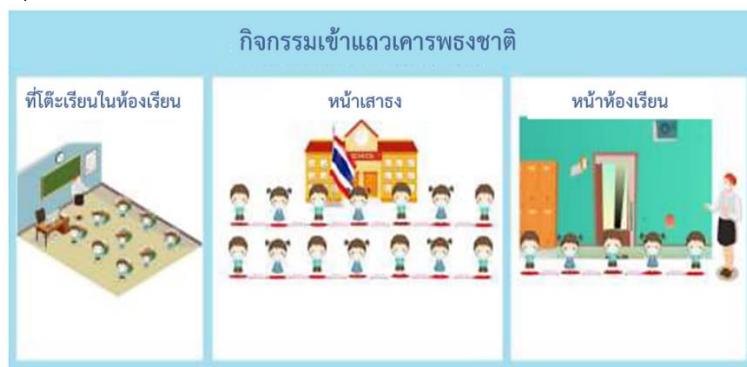 กิจกรรมเข้าแถวเคารพธงชาติ
ที่โต๊ะเรียนในห้องเรียน
หน้าเสาธง
หน้าห้องเรียน
SCHOOL